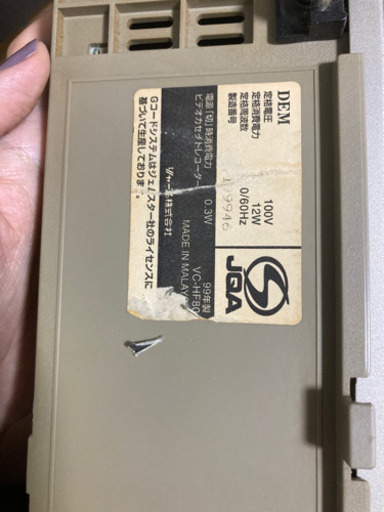 DEM
定格電圧 100V
定格消費電力 12W
定格周波数 0/60Hz
製造番号 179946
電源「切」時消費電力 0.3W
ビデオカセットレコーダー
シャープ株式会社 MADE IN MALAY
Gコードシステムはジェムスター社のライセンスに
基づいて生産しております。
JQA
99年製
VC-HF80